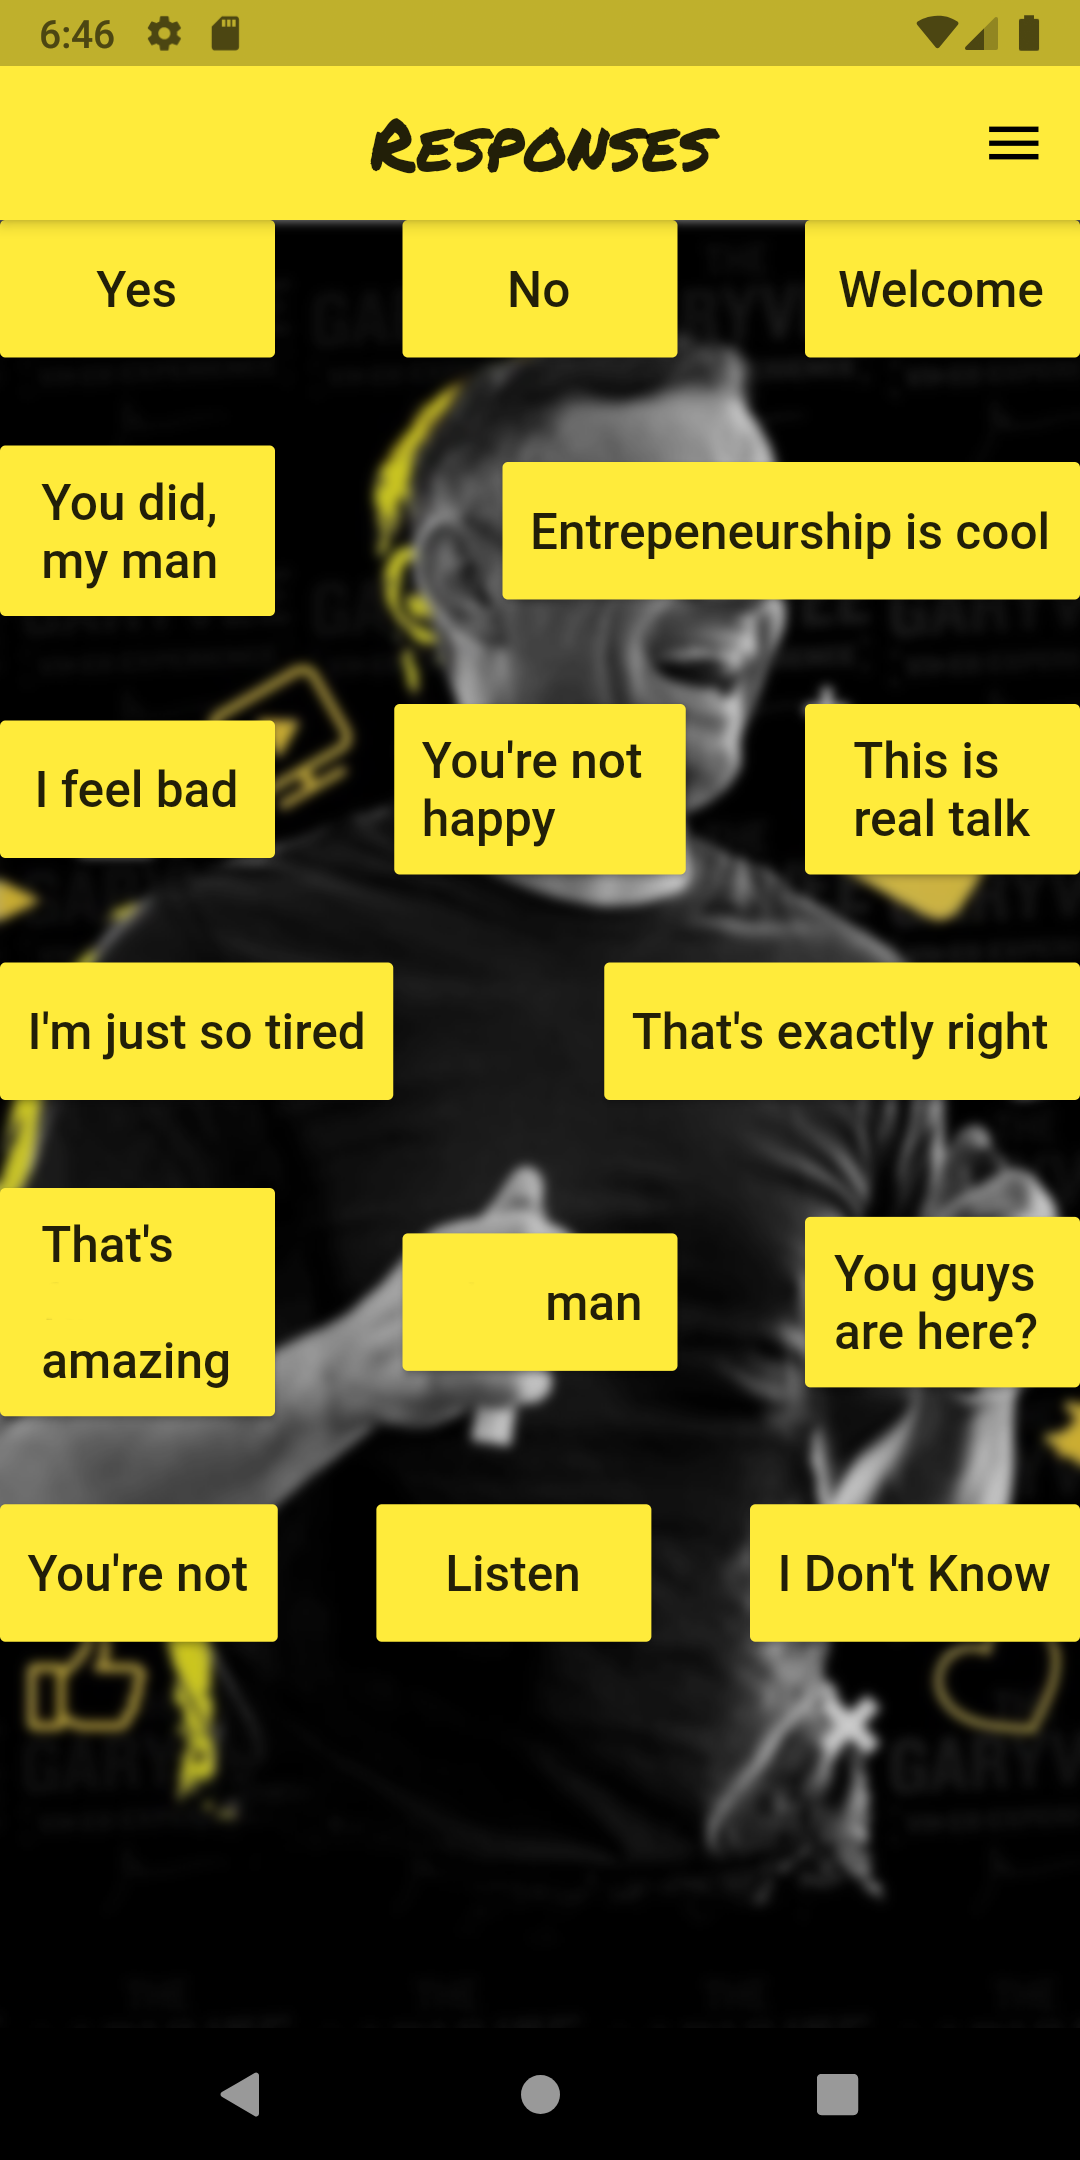 6:46
RESPONSES
Yes
No
Welcome
You did,
my man
Entrepeneurship is cool
I feel bad
You're not
happy
This is
real talk
I'm just so tired
That's exactly right
That's
amazing
man
You guys
are here?
You're not
Listen
I Don't Know
GARYV